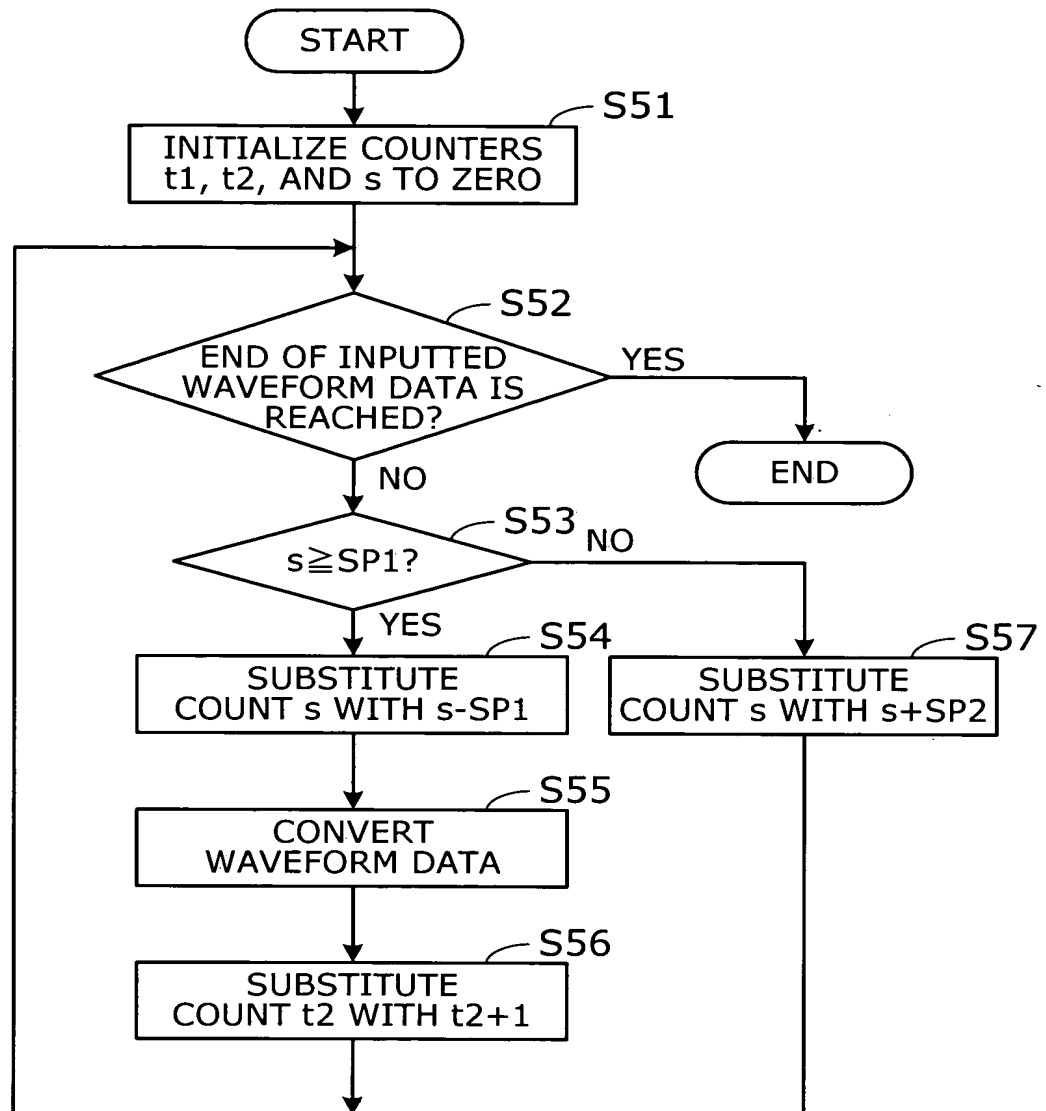 START
S51
INITIALIZE COUNTERS
t1, t2, AND s TO ZERO
S52
END OF INPUTTED
WAVEFORM DATA IS
REACHED?
YES
END
NO
S53
s≧SP1?
NO
YES
S54
SUBSTITUTE
COUNT s WITH s-SP1
S57
SUBSTITUTE
COUNT s WITH s+SP2
S55
CONVERT
WAVEFORM DATA
S56
SUBSTITUTE
COUNT t2 WITH t2+1